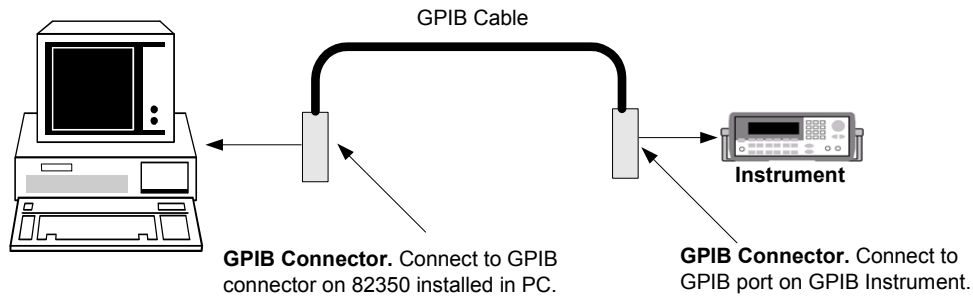 GPIB Cable
Instrument
GPIB Connector. Connect to GPIB
connector on 82350 installed in PC.
GPIB Connector. Connect to
GPIB port on GPIB Instrument.